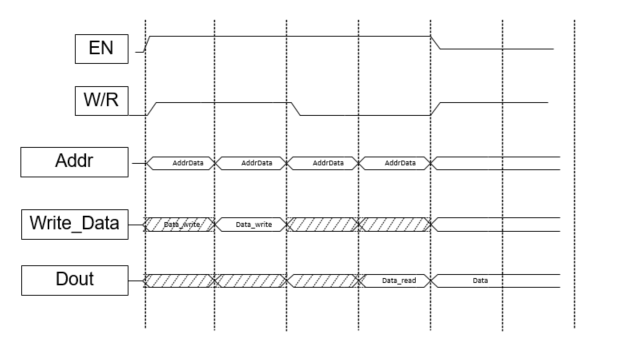 EN
W/R
Addr
AddrData AddrData AddrData AddrData
Write_Data
Data_write Data_write
Dout
Data_read Data